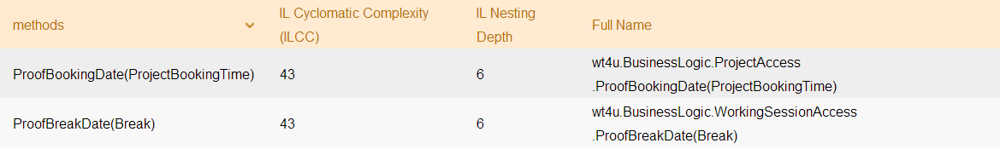 methods
IL Cyclomatic Complexity
(ILCC)
IL Nesting
Depth
Full Name
ProofBookingDate(ProjectBookingTime)
43
6
wt4u.BusinessLogic.ProjectAccess
.ProofBookingDate(ProjectBookingTime)
ProofBreakDate(Break)
43
6
wt4u.BusinessLogic.WorkingSessionAccess
.ProofBreakDate(Break)